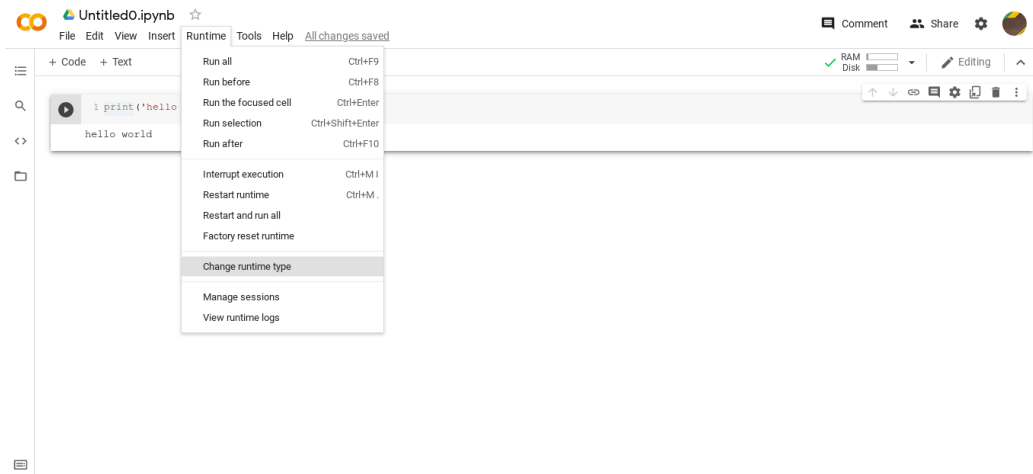 Untitled0.ipynb
File Edit View Insert Runtime Tools Help All changes saved
Comment Share
+ Code + Text
RAM
Disk
Editing
Run all Ctrl+F9
Run before Ctrl+F8
Run the focused cell Ctrl+Enter
Run selection Ctrl+Shift+Enter
Run after Ctrl+F10
Interrupt execution Ctrl+M I
Restart runtime Ctrl+M .
Restart and run all
Factory reset runtime
Change runtime type
Manage sessions
View runtime logs
1 print('hello
hello world